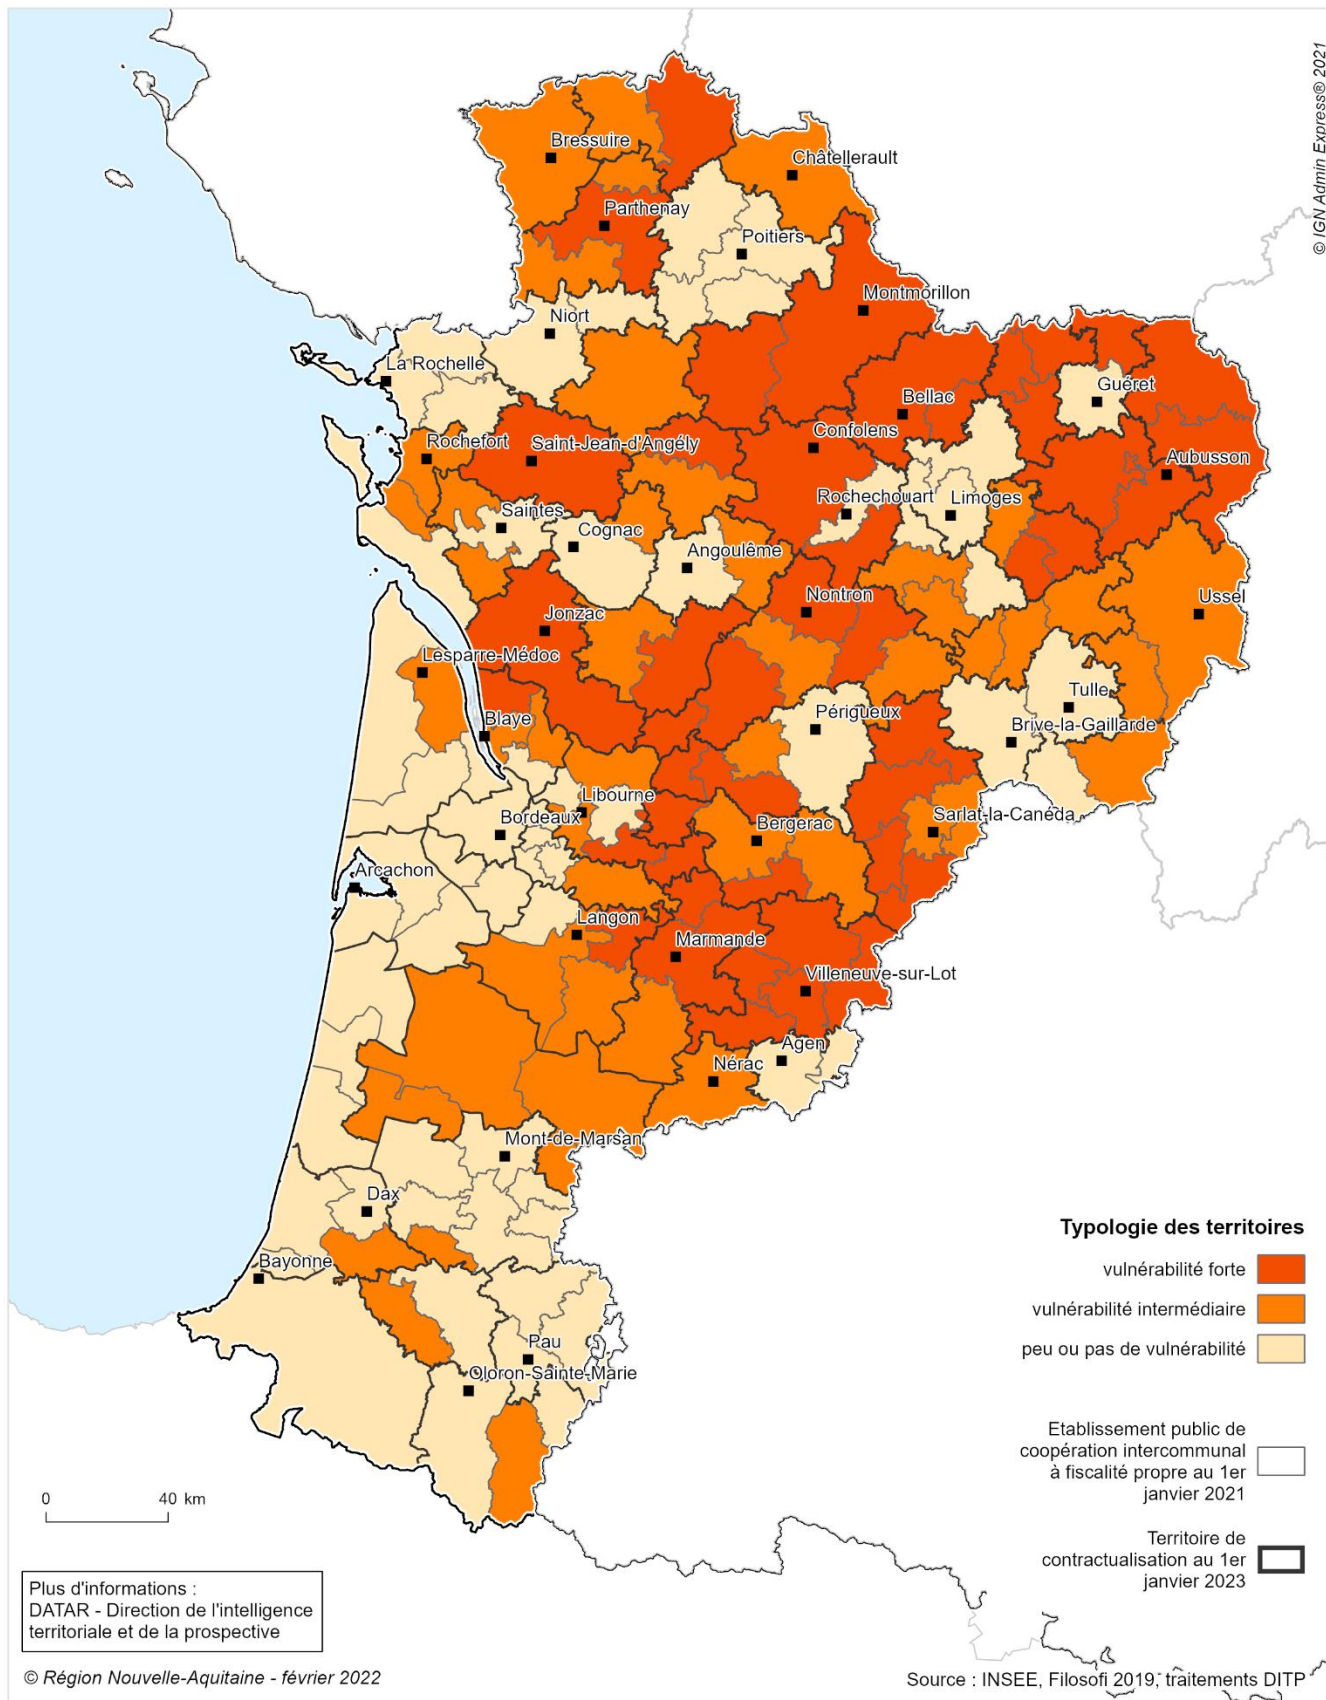 © IGN Admin Express® 2021
Bressuire
Châtellerault
Parthenay
Poitiers
Montmorillon
Niort
La Rochelle
Guéret
Bellac
Rochefort
Saint-Jean-d'Angély
Confolens
Aubusson
Rochechouart
Limoges
Saintes
Cognac
Angoulême
Nontron
Ussel
Jonzac
Lesparre-Médoc
Tulle
Blaye
Périgueux
Brive-la-Gaillarde
Libourne
Bordeaux
Bergerac
Sarlat-la-Canéda
Arcachon
Langon
Marmande
Villeneuve-sur-Lot
Agen
Nérac
Mont-de-Marsan
Dax
Bayonne
Pau
Oloron-Sainte-Marie
Typologie des territoires
vulnérabilité forte
vulnérabilité intermédiaire
peu ou pas de vulnérabilité
Etablissement public de
coopération intercommunal
à fiscalité propre au 1er
janvier 2021
Territoire de
contractualisation au 1er
janvier 2023
0 40 km
Plus d'informations :
DATAR - Direction de l'intelligence
territoriale et de la prospective
© Région Nouvelle-Aquitaine - février 2022
Source : INSEE, Filosofi 2019, traitements DITP